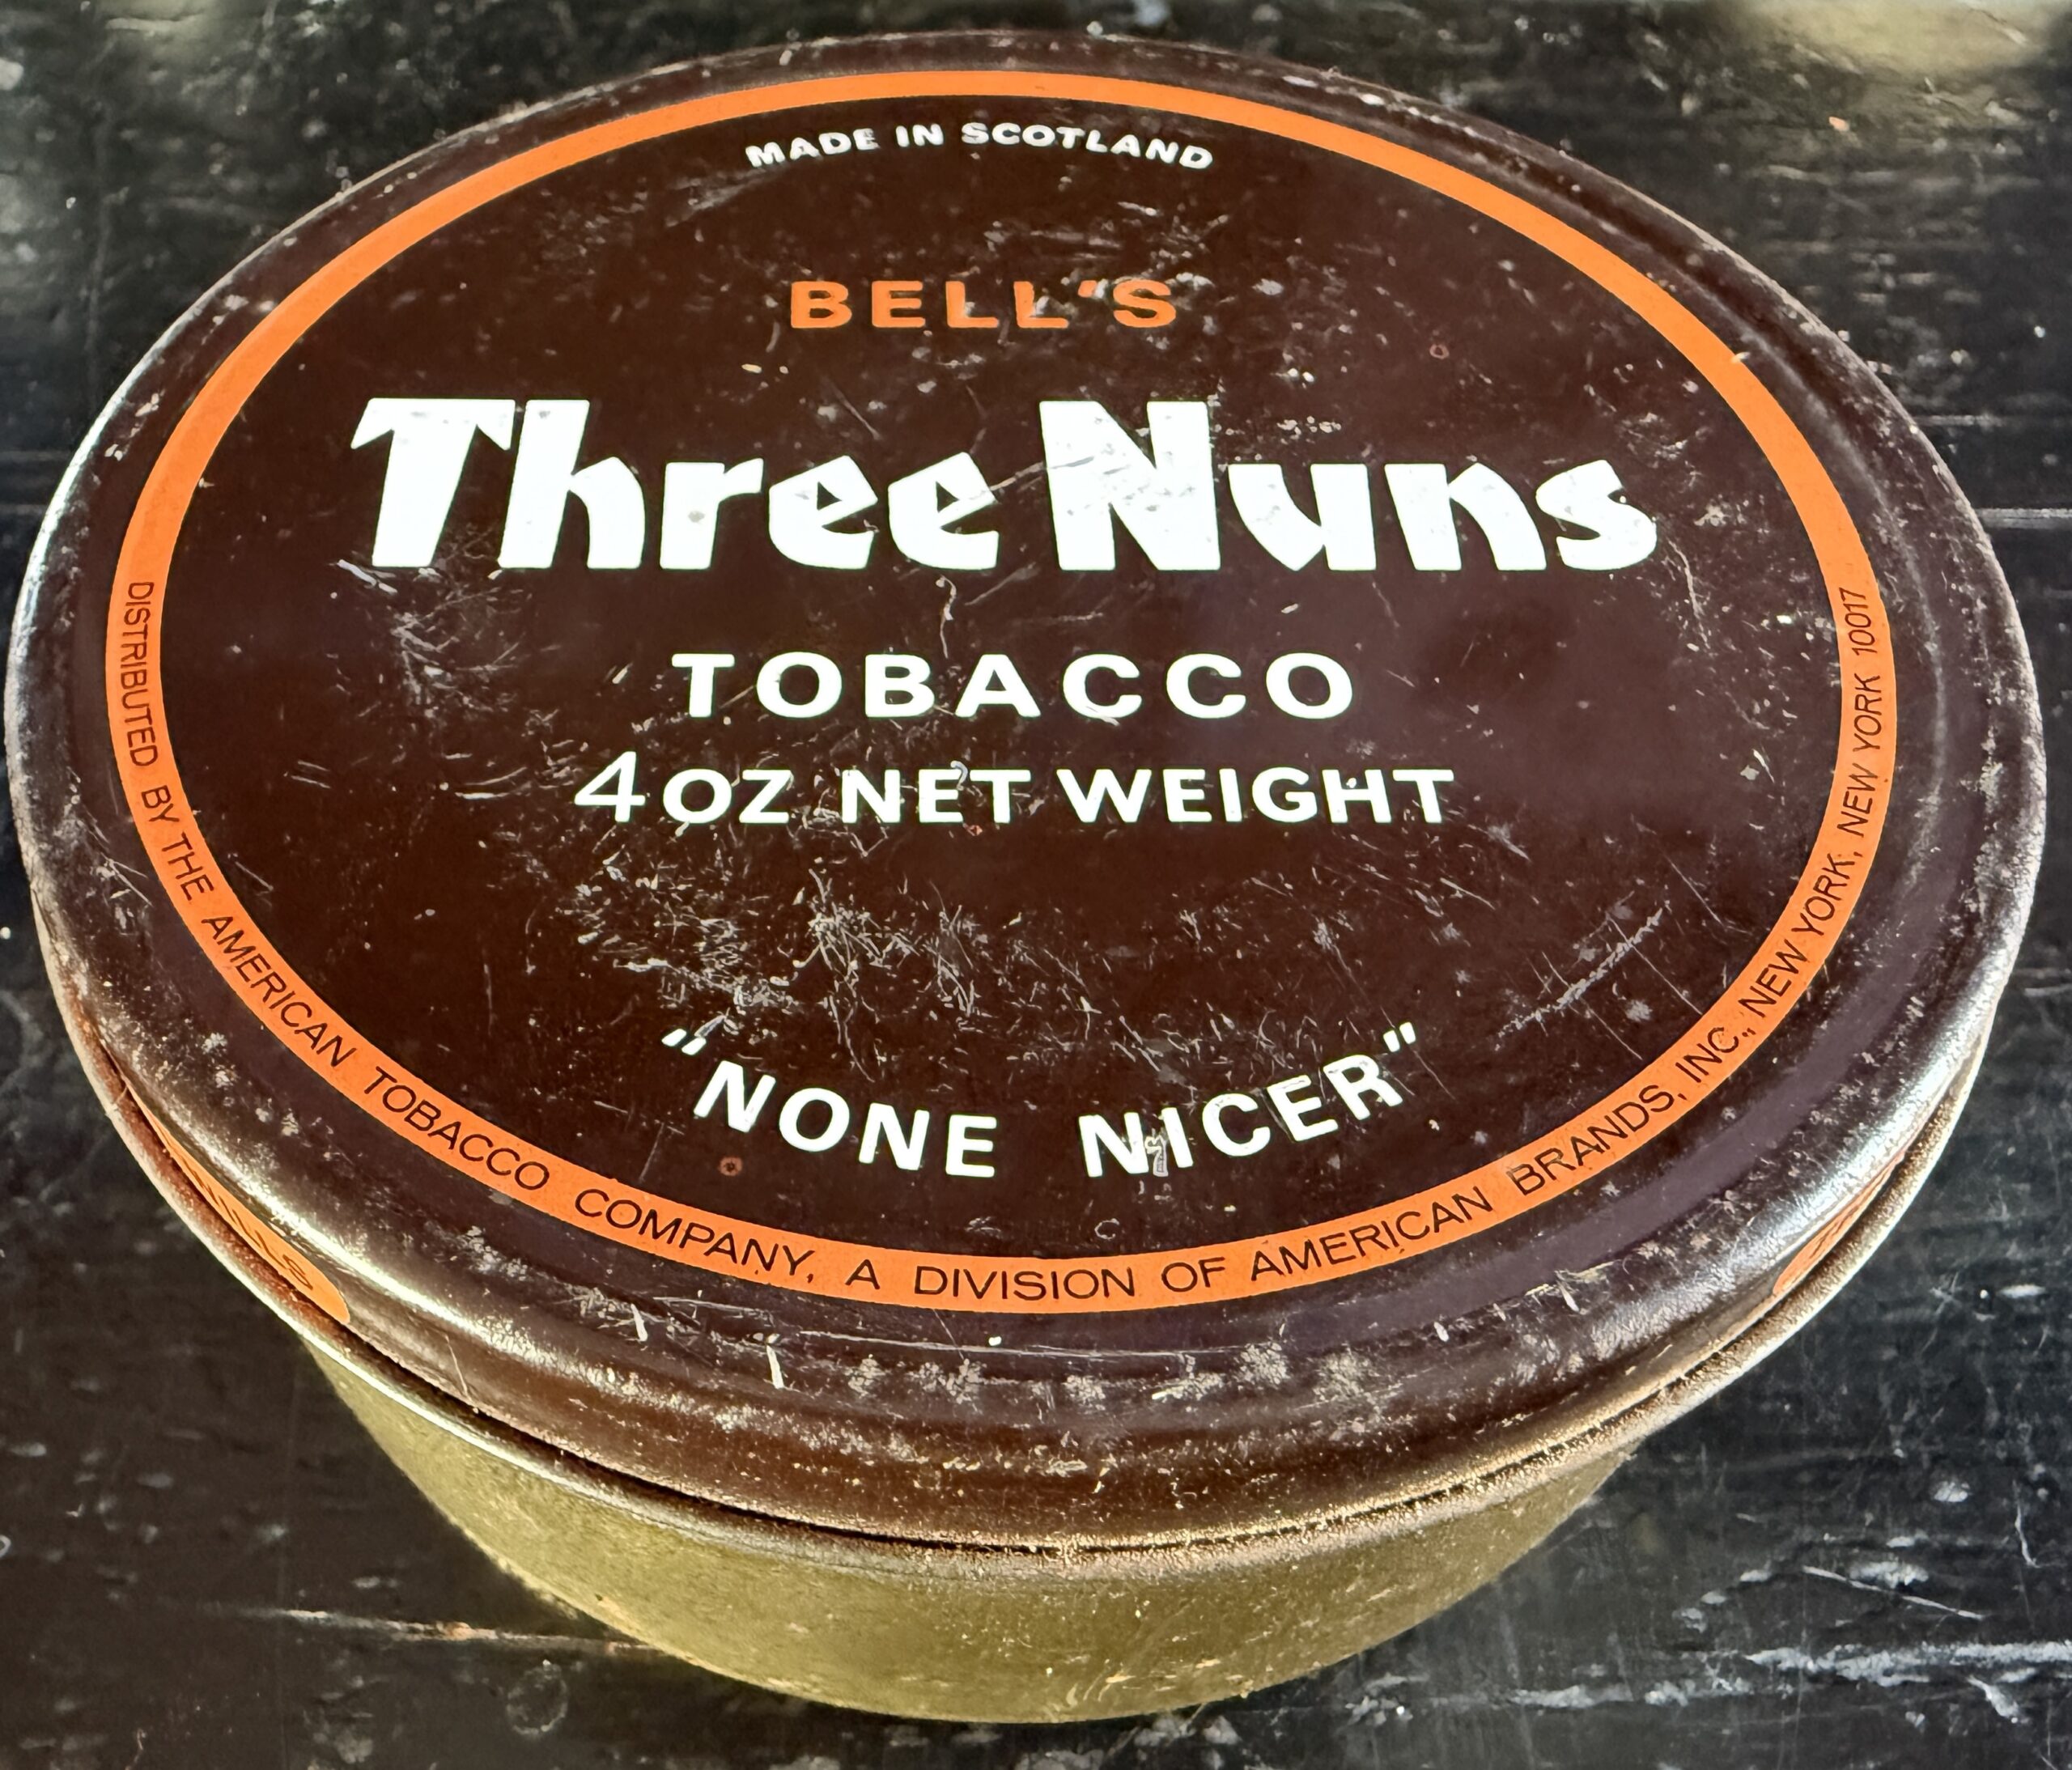 MADE IN SCOTLAND
BELL'S
Three Nuns
TOBACCO
4OZ NET WEIGHT
"NONE NICER"
DISTRIBUTED BY THE AMERICAN TOBACCO COMPANY, A DIVISION OF AMERICAN BRANDS, INC., NEW YORK, NEW YORK 10017